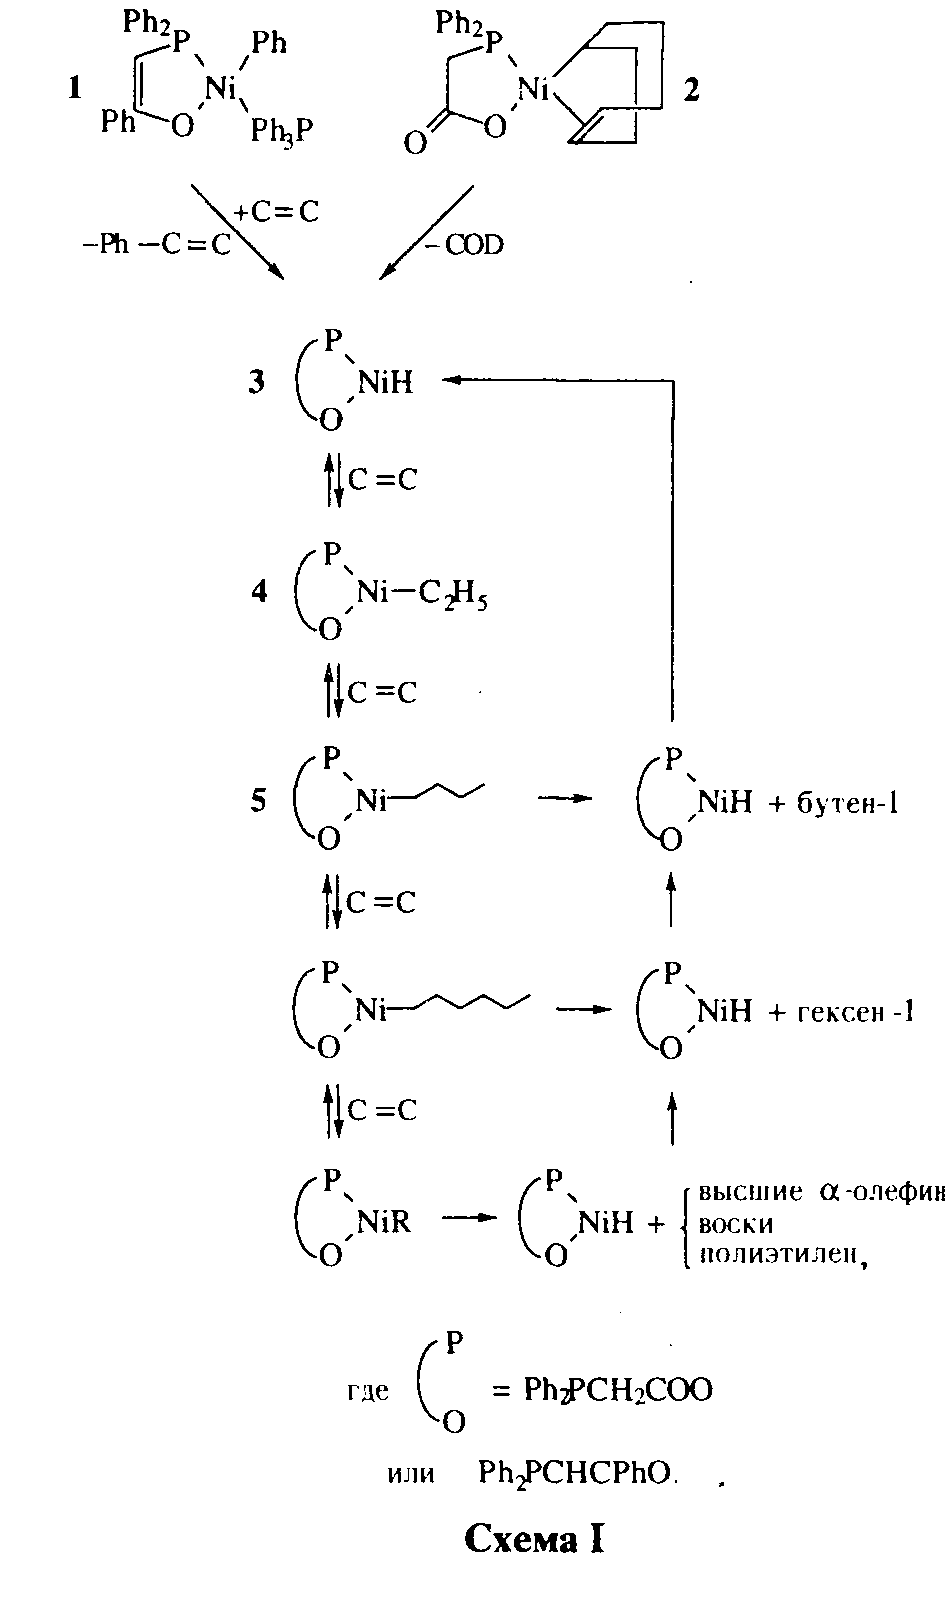 Ph₂
P
Ph
1
Ni
Ph
O
Ph₃P
Ph₂
P
Ni
2
O
O
+C=C
–Ph–C=C
–COD
P
3
NiH
O
C=C
P
4
Ni–C₂H₅
O
C=C
P
5
Ni
O
P
NiH + бутен-1
O
C=C
P
Ni
O
P
NiH + гексен-1
O
C=C
P
NiR
O
P
NiH +
O
высшие α-олефин
воски
полиэтилен,
P
где
= Ph₂PCH₂COO
O
или Ph₂PCHCPhO.
Схема I